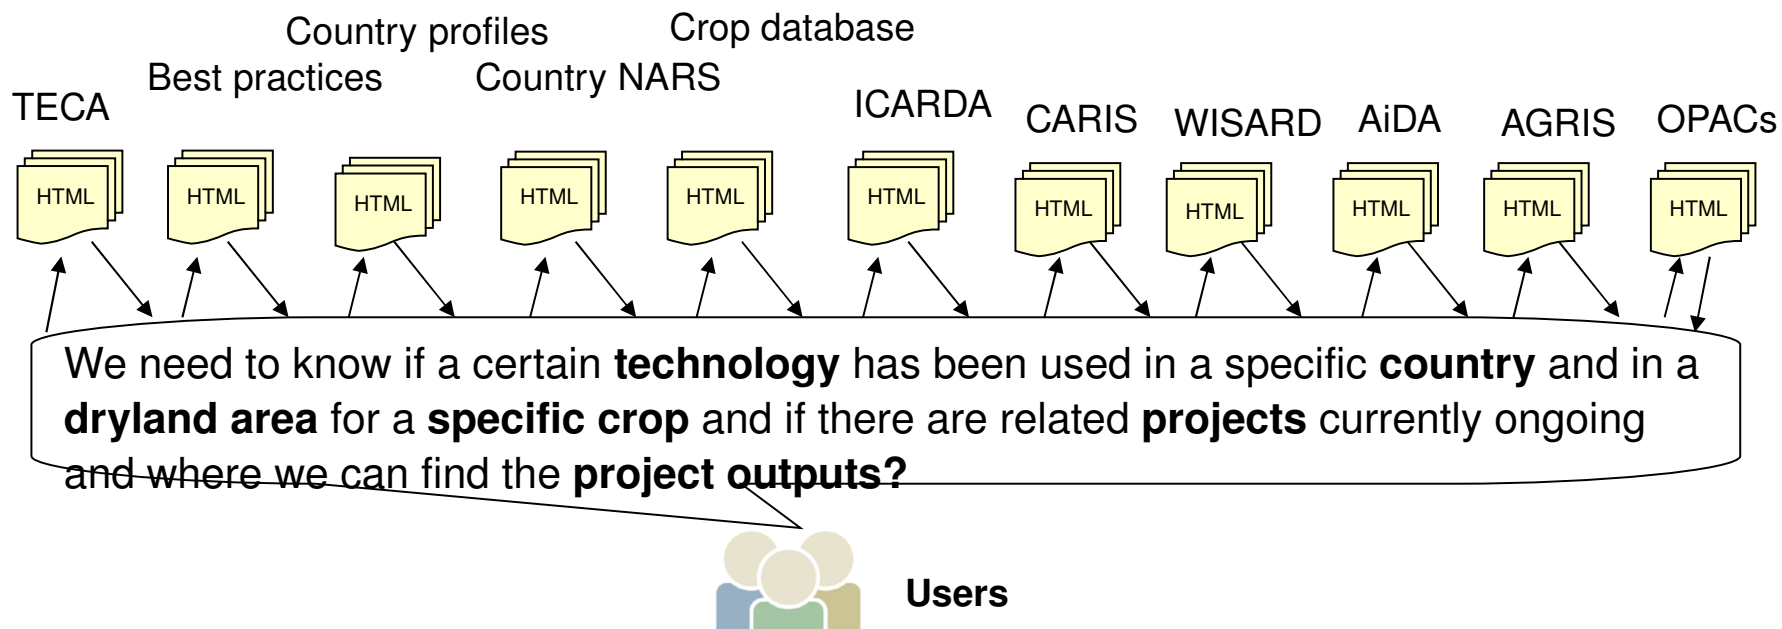 Country profiles
Crop database
Best practices
Country NARS
TECA
ICARDA
CARIS
WISARD
AiDA
AGRIS
OPACs
HTML
HTML
HTML
HTML
HTML
HTML
HTML
HTML
HTML
HTML
HTML
We need to know if a certain technology has been used in a specific country and in a
dryland area for a specific crop and if there are related projects currently ongoing
and where we can find the project outputs?
Users